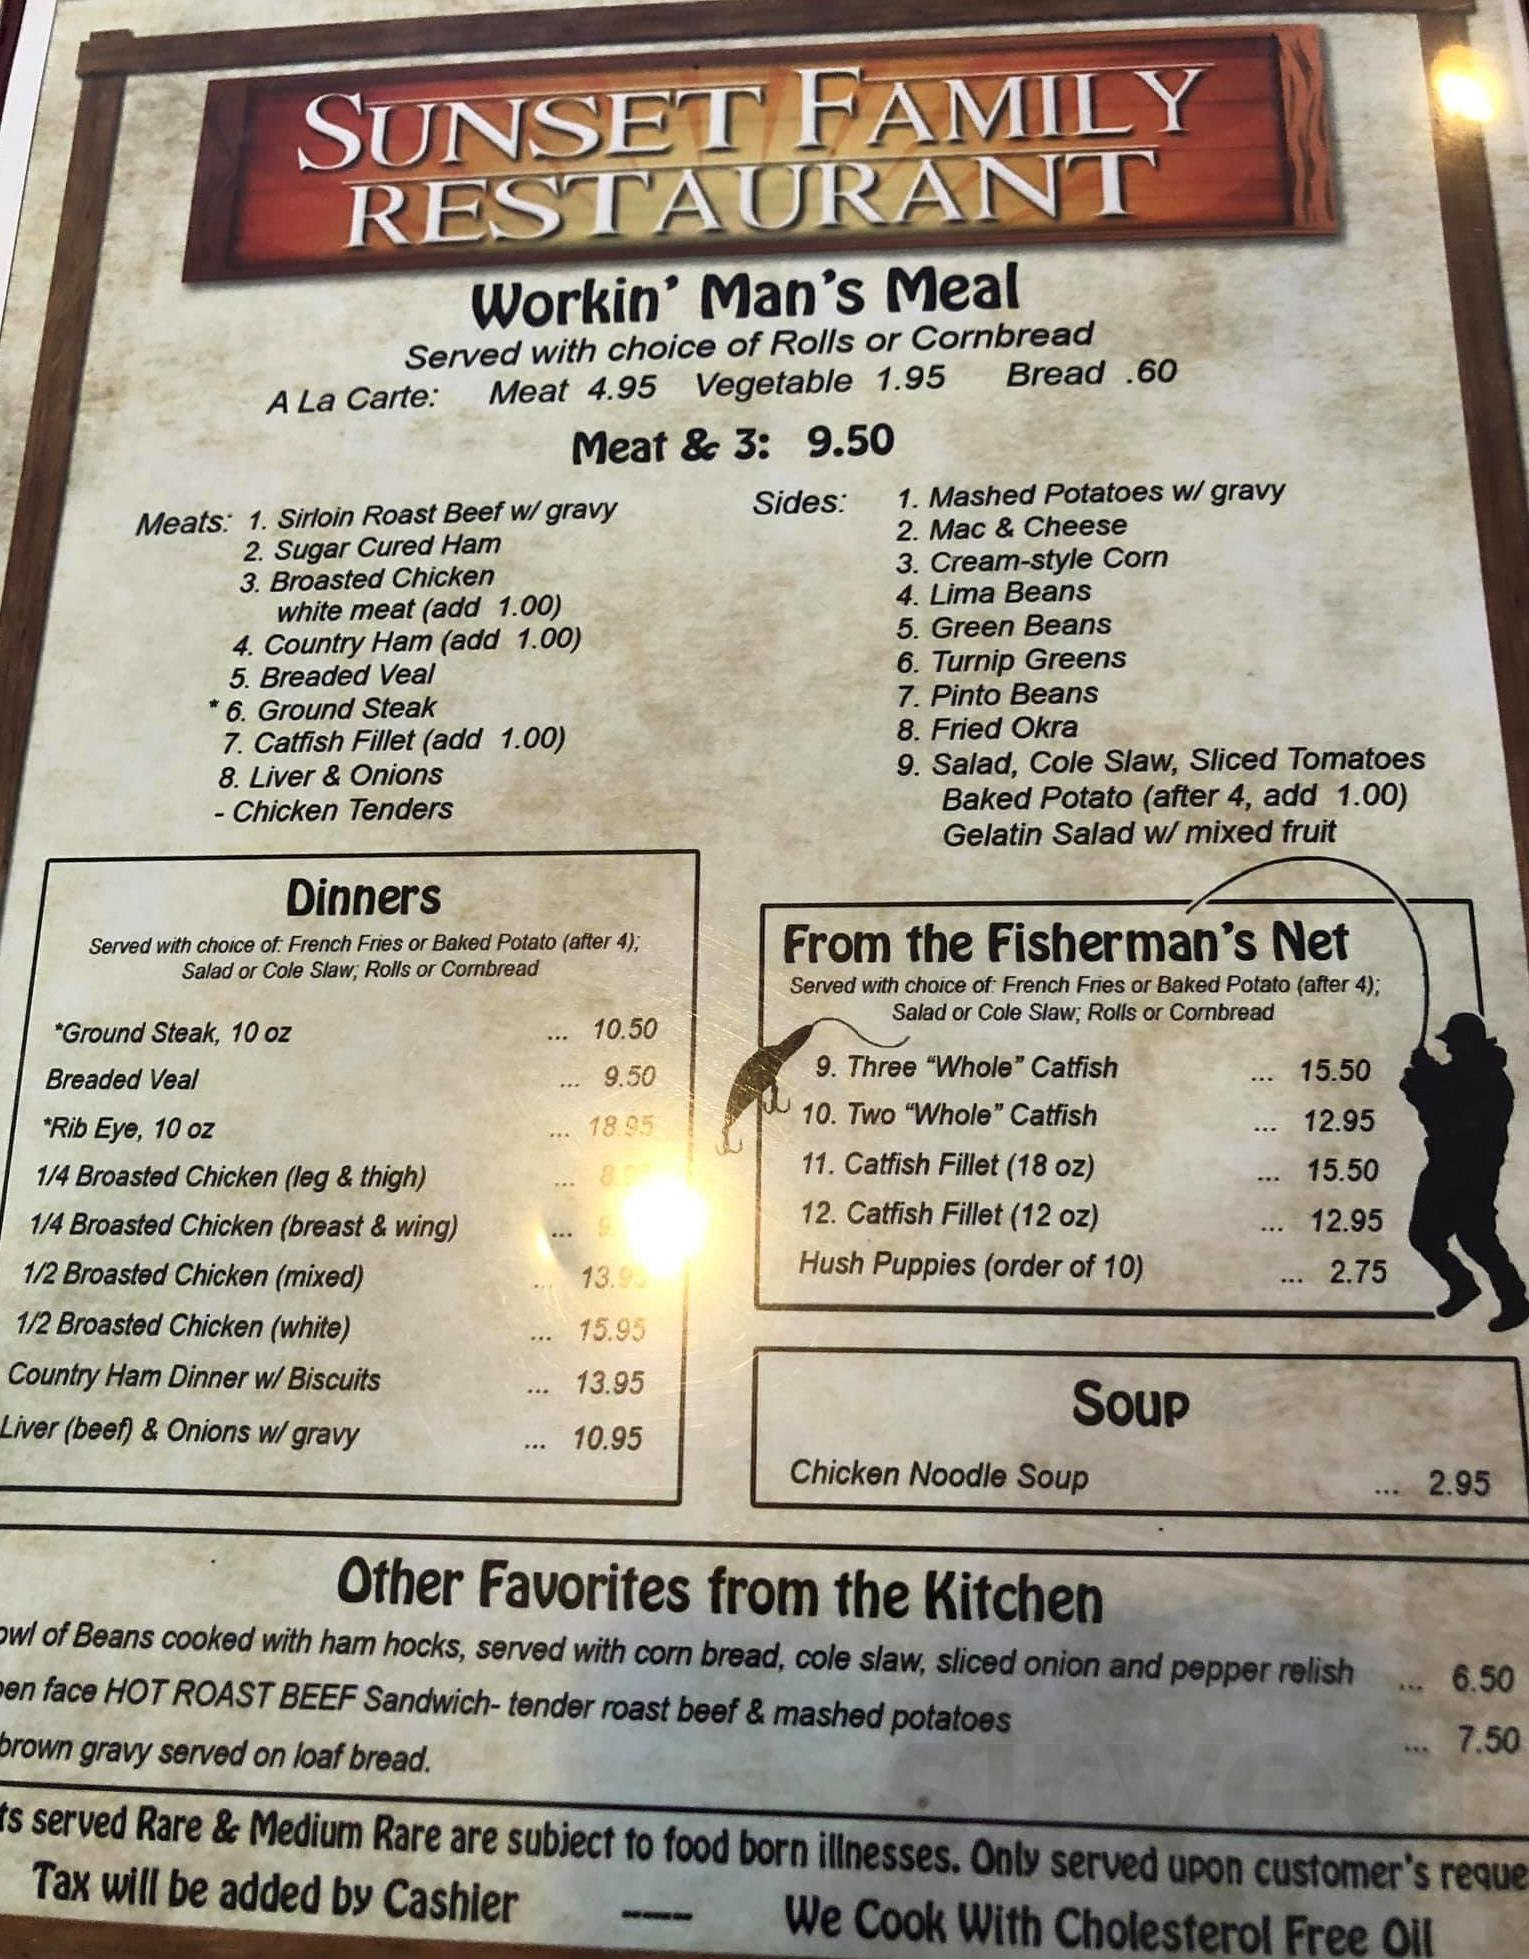 SUNSET FAMILY
RESTAURANT
Workin' Man's Meal
Served with choice of Rolls or Cornbread
A La Carte: Meat 4.95 Vegetable 1.95 Bread .60
Meat & 3: 9.50
Meats: 1. Sirloin Roast Beef w/ gravy
2. Sugar Cured Ham
3. Broasted Chicken
white meat (add 1.00)
4. Country Ham (add 1.00)
5. Breaded Veal
* 6. Ground Steak
7. Catfish Fillet (add 1.00)
8. Liver & Onions
- Chicken Tenders
Sides: 1. Mashed Potatoes w/ gravy
2. Mac & Cheese
3. Cream-style Corn
4. Lima Beans
5. Green Beans
6. Turnip Greens
7. Pinto Beans
8. Fried Okra
9. Salad, Cole Slaw, Sliced Tomatoes
Baked Potato (after 4, add 1.00)
Gelatin Salad w/ mixed fruit
Dinners
Served with choice of: French Fries or Baked Potato (after 4);
Salad or Cole Slaw; Rolls or Cornbread
*Ground Steak, 10 oz ... 10.50
Breaded Veal ... 9.50
*Rib Eye, 10 oz ... 18.95
1/4 Broasted Chicken (leg & thigh) ...
1/4 Broasted Chicken (breast & wing) ...
1/2 Broasted Chicken (mixed) ... 13.95
1/2 Broasted Chicken (white) ... 15.95
Country Ham Dinner w/ Biscuits ... 13.95
Liver (beef) & Onions w/ gravy ... 10.95
From the Fisherman's Net
Served with choice of: French Fries or Baked Potato (after 4);
Salad or Cole Slaw; Rolls or Cornbread
9. Three "Whole" Catfish ... 15.50
10. Two "Whole" Catfish ... 12.95
11. Catfish Fillet (18 oz) ... 15.50
12. Catfish Fillet (12 oz) ... 12.95
Hush Puppies (order of 10) ... 2.75
Soup
Chicken Noodle Soup ... 2.95
Other Favorites from the Kitchen
owl of Beans cooked with ham hocks, served with corn bread, cole slaw, sliced onion and pepper relish ... 6.50
pen face HOT ROAST BEEF Sandwich- tender roast beef & mashed potatoes ... 7.50
brown gravy served on loaf bread.
ts served Rare & Medium Rare are subject to food born illnesses. Only served upon customer's reque
Tax will be added by Cashier --- We Cook With Cholesterol Free Oil